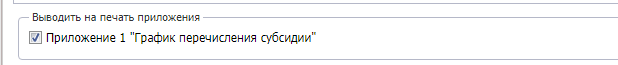 Выводить на печать приложения
Приложение 1 "График перечисления субсидии"